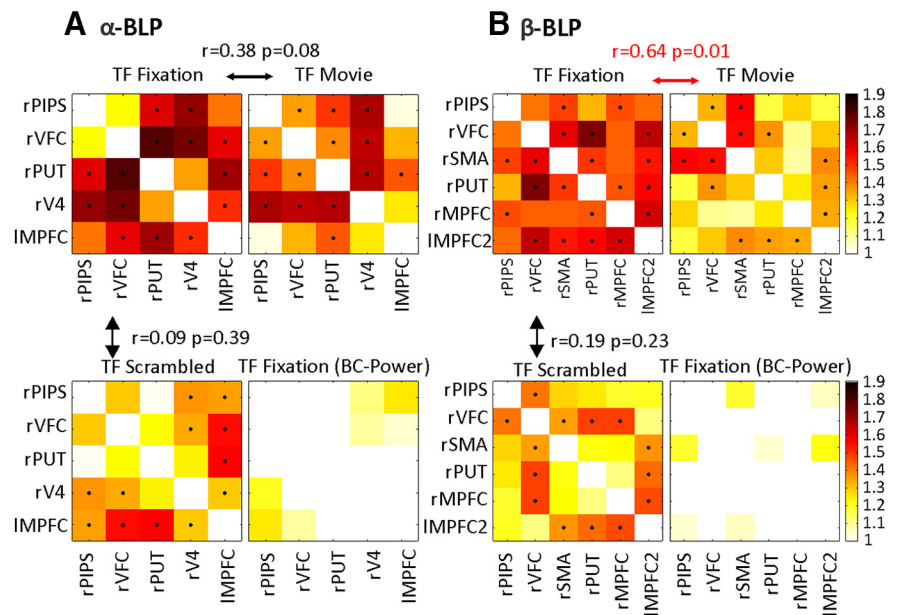 A α-BLP
r=0.38 p=0.08
TF Fixation TF Movie
rPIPS
rVFC
rPUT
rV4
lMPFC
rPIPS rVFC rPUT rV4 lMPFC rPIPS rVFC rPUT rV4 lMPFC
r=0.09 p=0.39
TF Scrambled TF Fixation (BC-Power)
rPIPS
rVFC
rPUT
rV4
lMPFC
rPIPS rVFC rPUT rV4 lMPFC rPIPS rVFC rPUT rV4 lMPFC
B β-BLP
r=0.64 p=0.01
TF Fixation TF Movie
rPIPS
rVFC
rSMA
rPUT
rMPFC
lMPFC2
rPIPS rVFC rSMA rPUT rMPFC lMPFC2 rPIPS rVFC rSMA rPUT rMPFC lMPFC2
1.9
1.8
1.7
1.6
1.5
1.4
1.3
1.2
1.1
1
r=0.19 p=0.23
TF Scrambled TF Fixation (BC-Power)
rPIPS
rVFC
rSMA
rPUT
rMPFC
lMPFC2
rPIPS rVFC rSMA rPUT rMPFC lMPFC2 rPIPS rVFC rSMA rPUT rMPFC lMPFC2
1.9
1.8
1.7
1.6
1.5
1.4
1.3
1.2
1.1
1